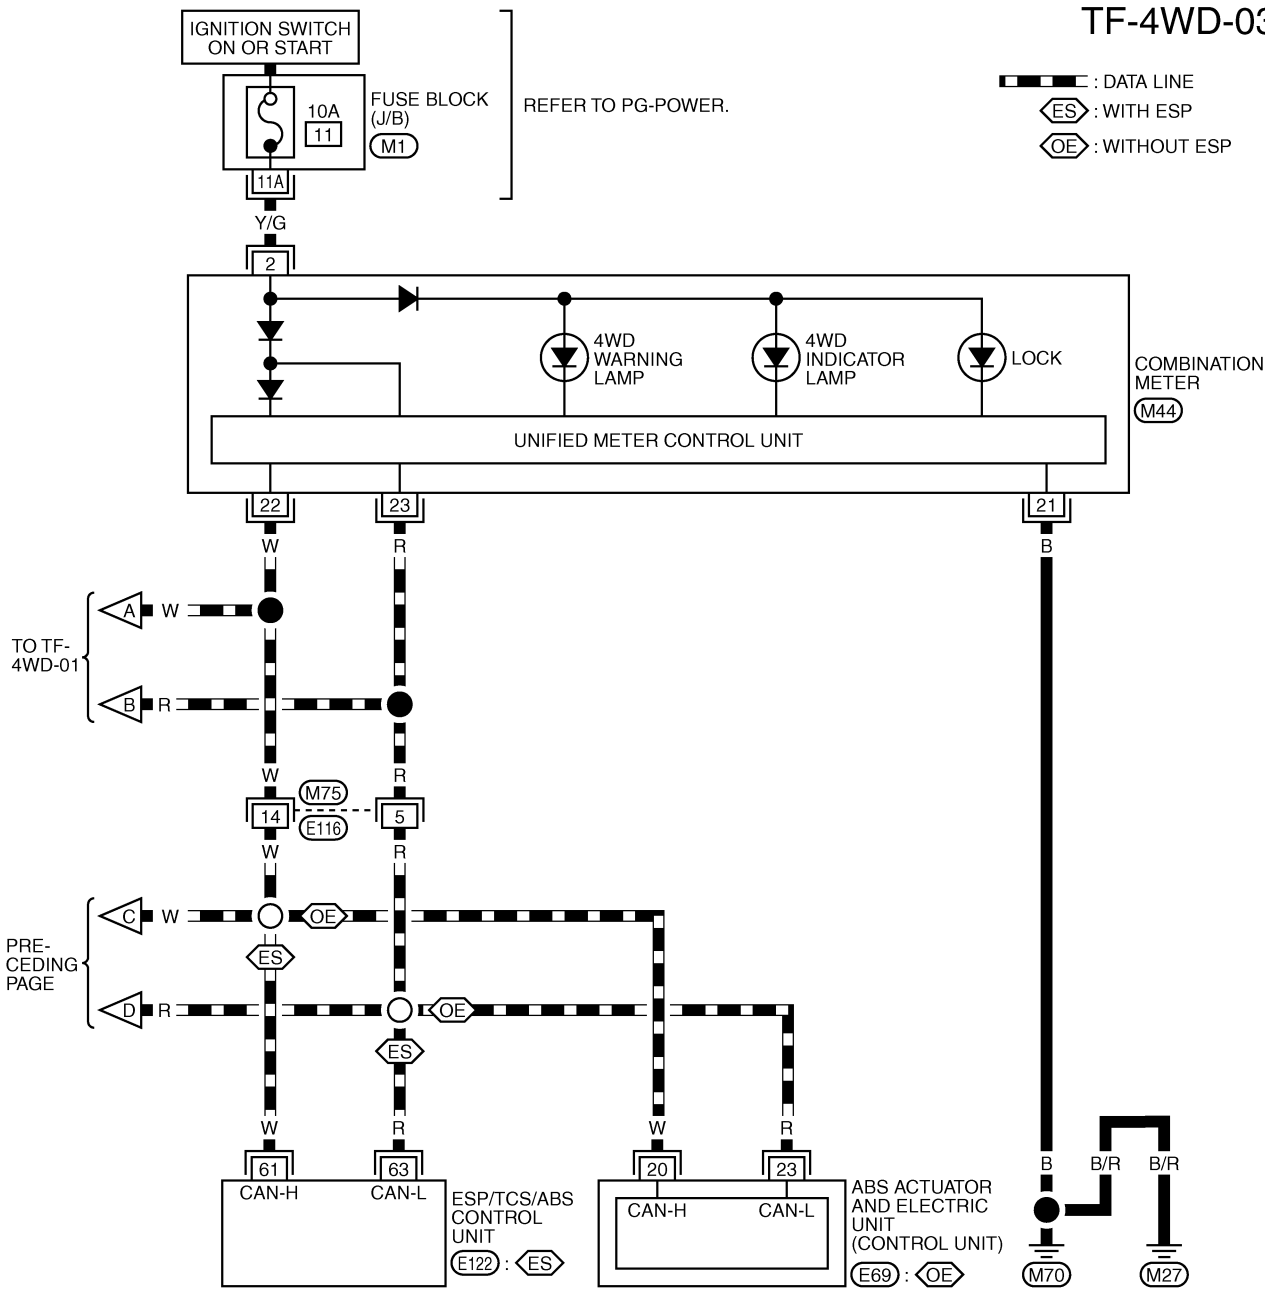 TF-4WD-03
IGNITION SWITCH
ON OR START
10A
11
FUSE BLOCK
(J/B)
M1
REFER TO PG-POWER.
: DATA LINE
ES : WITH ESP
OE : WITHOUT ESP
11A
Y/G
2
4WD
WARNING
LAMP
4WD
INDICATOR
LAMP
LOCK
COMBINATION
METER
M44
UNIFIED METER CONTROL UNIT
22
23
21
W
R
B
TO TF-
4WD-01
A W
B R
W
R
M75
14
5
E116
W
R
PRE-
CEDING
PAGE
C W
OE
ES
D R
OE
ES
W
R
W
R
B
B/R
B/R
61
63
20
23
CAN-H
CAN-L
ESP/TCS/ABS
CONTROL
UNIT
E122 : ES
CAN-H
CAN-L
ABS ACTUATOR
AND ELECTRIC
UNIT
(CONTROL UNIT)
E69 : OE
M70
M27